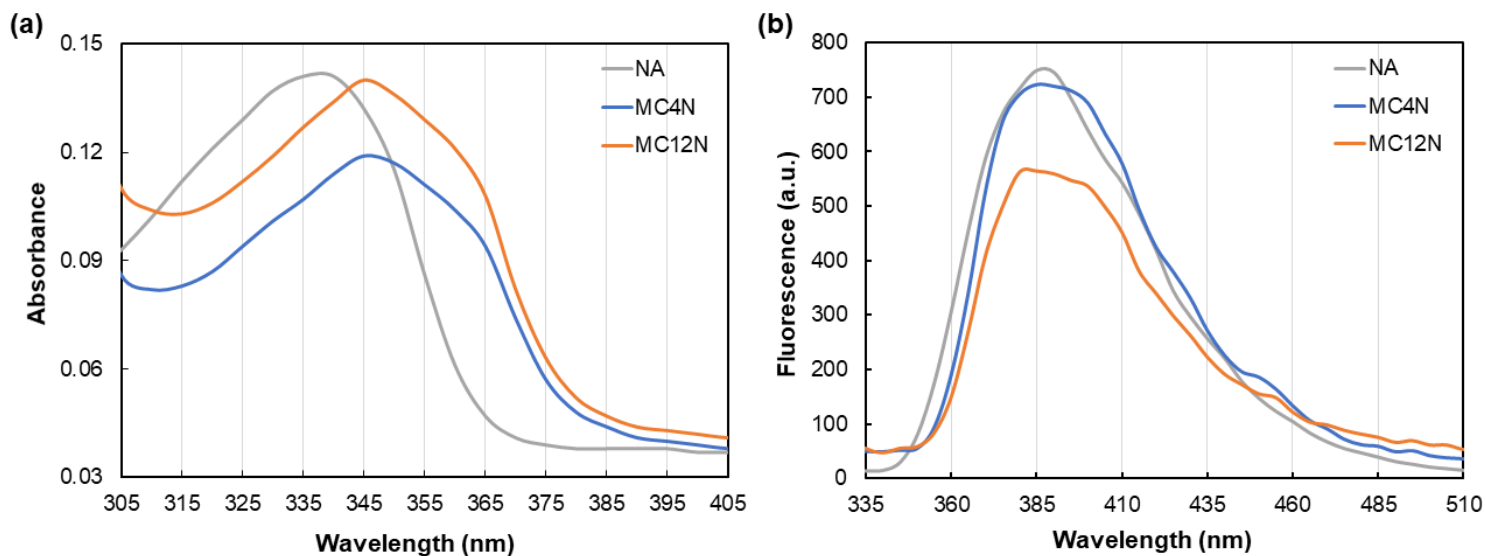 (a)
0.15
0.12
0.09
0.06
0.03
Absorbance
NA
MC4N
MC12N
305 315 325 335 345 355 365 375 385 395 405
Wavelength (nm)
(b)
800
700
600
500
400
300
200
100
0
Fluorescence (a.u.)
NA
MC4N
MC12N
335 360 385 410 435 460 485 510
Wavelength (nm)